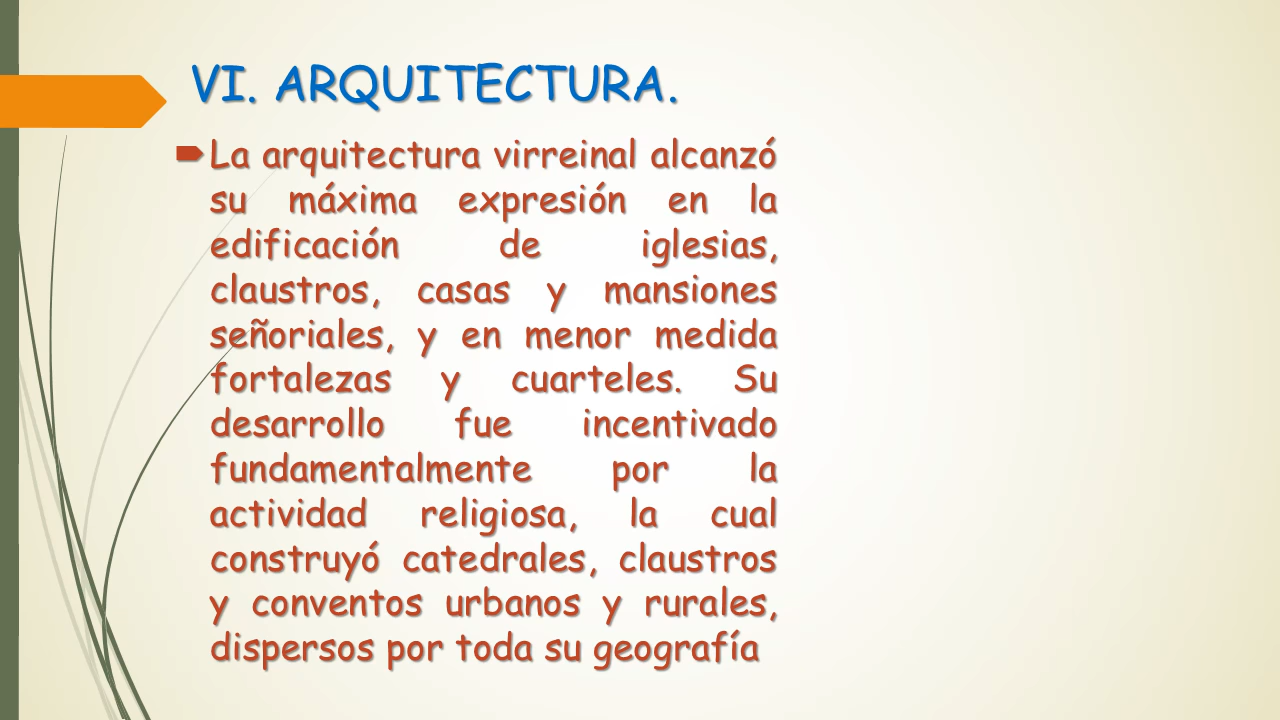 VI. ARQUITECTURA.
La arquitectura virreinal alcanzó
su máxima expresión en la
edificación de iglesias,
claustros, casas y mansiones
señoriales, y en menor medida
fortalezas y cuarteles. Su
desarrollo fue incentivado
fundamentalmente por la
actividad religiosa, la cual
construyó catedrales, claustros
y conventos urbanos y rurales,
dispersos por toda su geografía